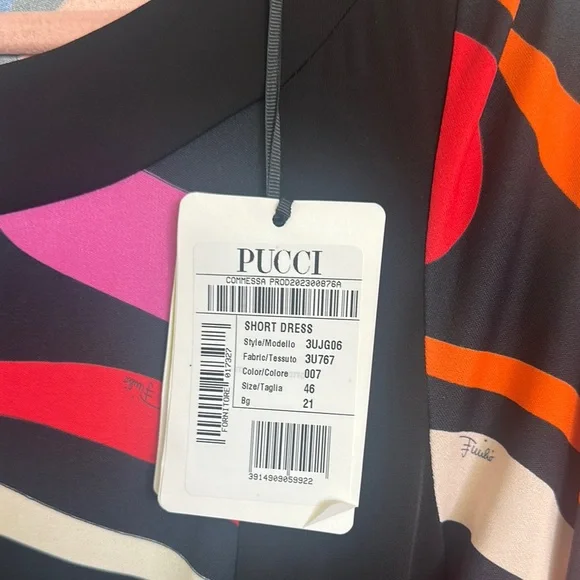 PUCCI
COMMESSA PROD202300876A
SHORT DRESS
Style/Modello 3UJG06
Fabric/Tessuto 3U767
Color/Colore 007
Size/Taglia 46
Bg 21
FORNITORE 017327
3914909059922
Emilio